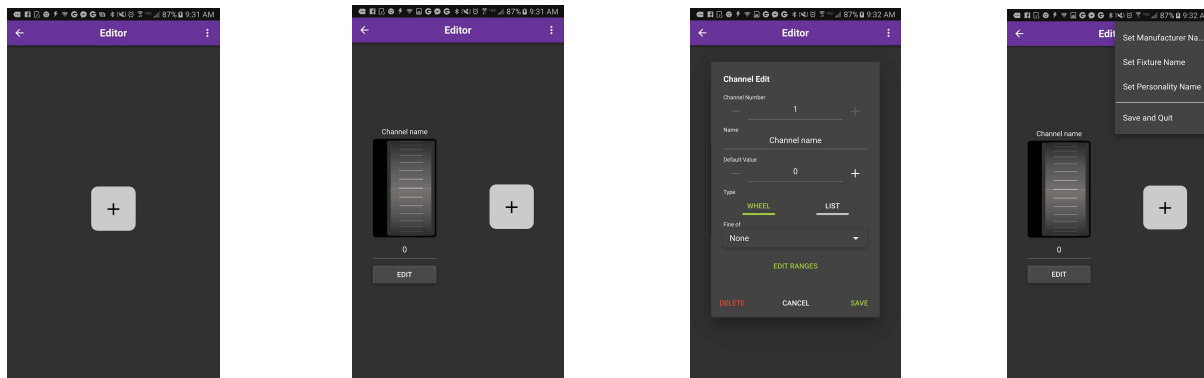 87% 9:31 AM
Editor
+
87% 9:31 AM
Editor
Channel name
+
0
EDIT
87% 9:32 AM
Editor
Channel Edit
Channel Number
— 1 +
Name
Channel name
Default Value
— 0 +
Type
WHEEL LIST
Fine of
None
EDIT RANGES
DELETE CANCEL SAVE
87% 9:32 A
Edit
Set Manufacturer Na...
Set Fixture Name
Set Personality Name
Save and Quit
Channel name
+
0
EDIT